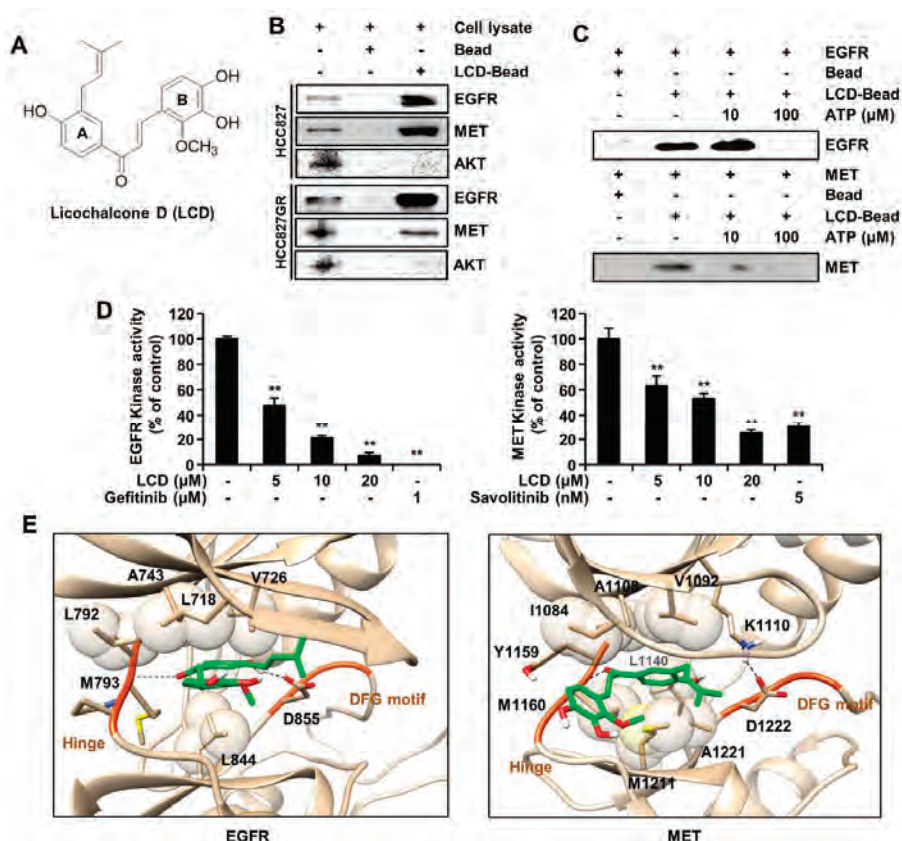 A
HO
A
O
OCH₃
B
OH
OH
Licochalcone D (LCD)
B
+ + + Cell lysate
- + - Bead
- - + LCD-Bead
HCC827
EGFR
MET
AKT
HCC827GR
EGFR
MET
AKT
C
+ + + + EGFR
+ - - - Bead
- + + + LCD-Bead
- - 10 100 ATP (µM)
EGFR
+ + + + MET
+ - - - Bead
- + + + LCD-Bead
- - 10 100 ATP (µM)
MET
D
EGFR Kinase activity
(% of control)
120
100
80
60
40
20
0
**
**
**
**
LCD (µM) - 5 10 20 -
Gefitinib (µM) - - - - 1
MET Kinase activity
(% of control)
120
100
80
60
40
20
0
**
**
**
**
LCD (µM) - 5 10 20 -
Savolitinib (nM) - - - - 5
E
A743
V726
L718
L792
M793
D855
DFG motif
L844
Hinge
EGFR
A1108
V1092
I1084
K1110
Y1159
L1140
M1160
D1222
DFG motif
A1221
Hinge
M1211
MET